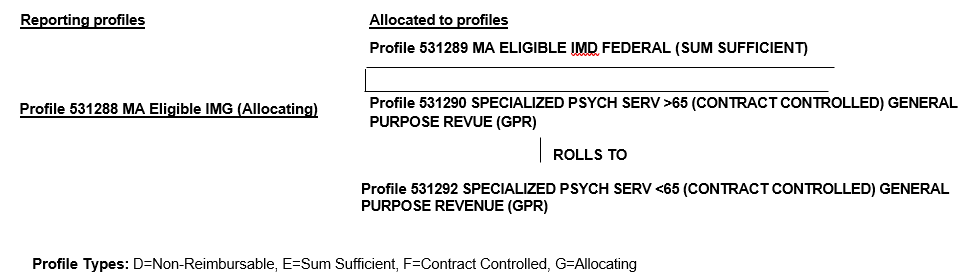 Reporting profiles
Allocated to profiles
Profile 531289 MA ELIGIBLE IMD FEDERAL (SUM SUFFICIENT)
Profile 531288 MA Eligible IMG (Allocating)
Profile 531290 SPECIALIZED PSYCH SERV >65 (CONTRACT CONTROLLED) GENERAL
PURPOSE REVUE (GPR)
ROLLS TO
Profile 531292 SPECIALIZED PSYCH SERV <65 (CONTRACT CONTROLLED) GENERAL
PURPOSE REVENUE (GPR)
Profile Types: D=Non-Reimbursable, E=Sum Sufficient, F=Contract Controlled, G=Allocating